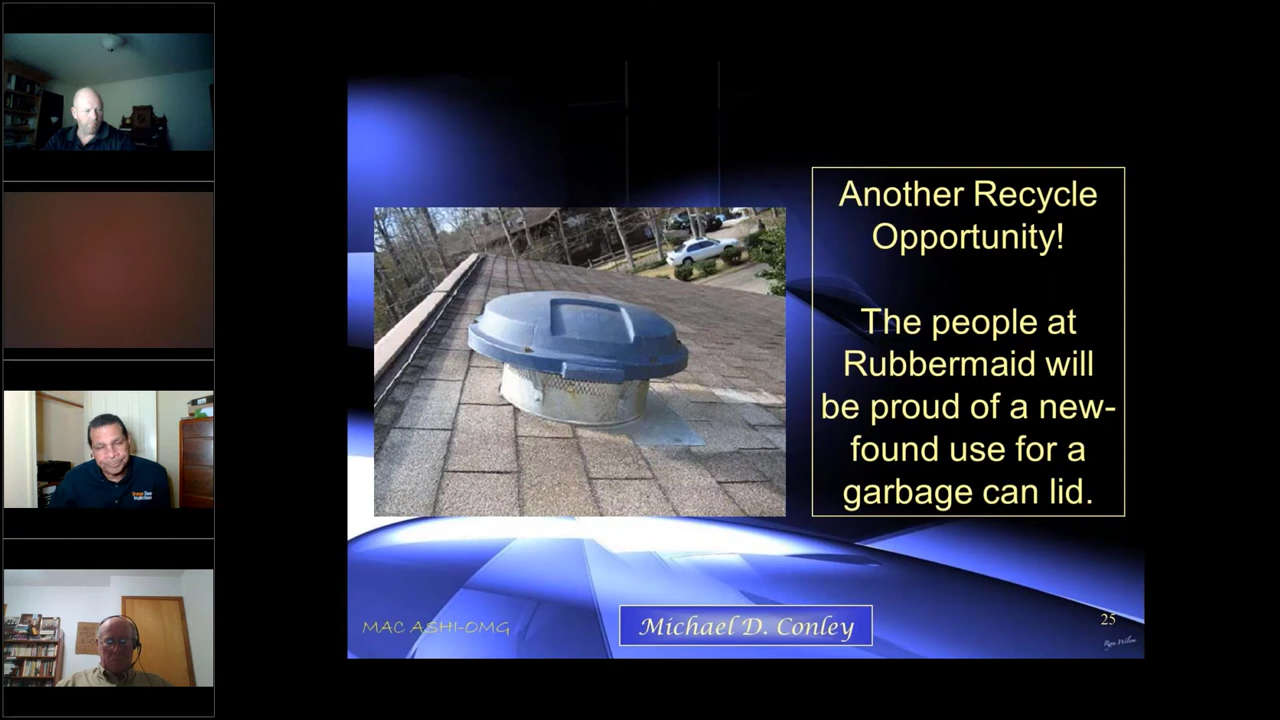 Another Recycle
Opportunity!
The people at
Rubbermaid will
be proud of a new-
found use for a
garbage can lid.
MAC ASHI-OMG
Michael D. Conley
25